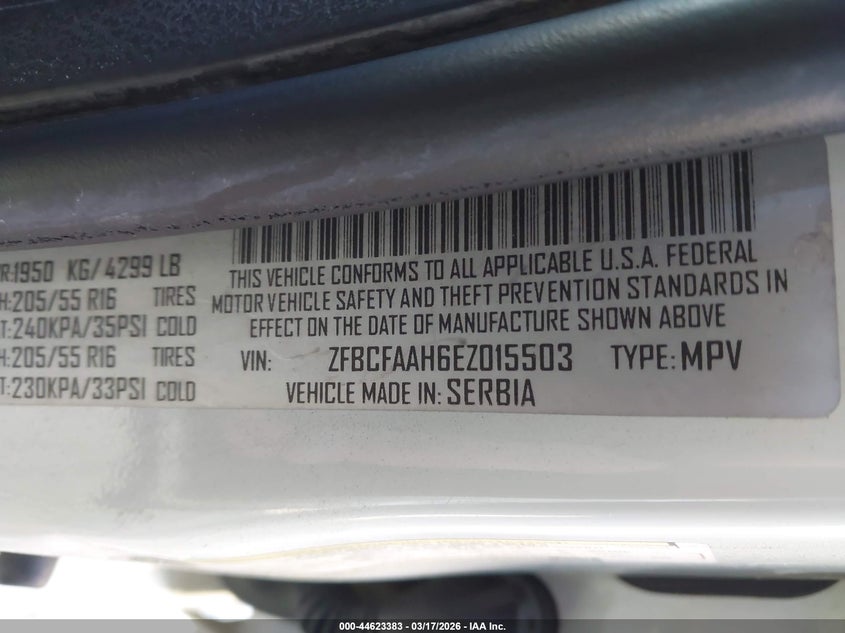 R:1950 KG/4299 LB
H:205/55 R16 TIRES
T:240KPA/35PSI COLD
H:205/55 R16 TIRES
T:230KPA/33PSI COLD
THIS VEHICLE CONFORMS TO ALL APPLICABLE U.S.A. FEDERAL
MOTOR VEHICLE SAFETY AND THEFT PREVENTION STANDARDS IN
EFFECT ON THE DATE OF MANUFACTURE SHOWN ABOVE
VIN: ZFBCFAAH6EZ015503 TYPE: MPV
VEHICLE MADE IN: SERBIA
000-44623383 - 03/17/2026 - IAA Inc.